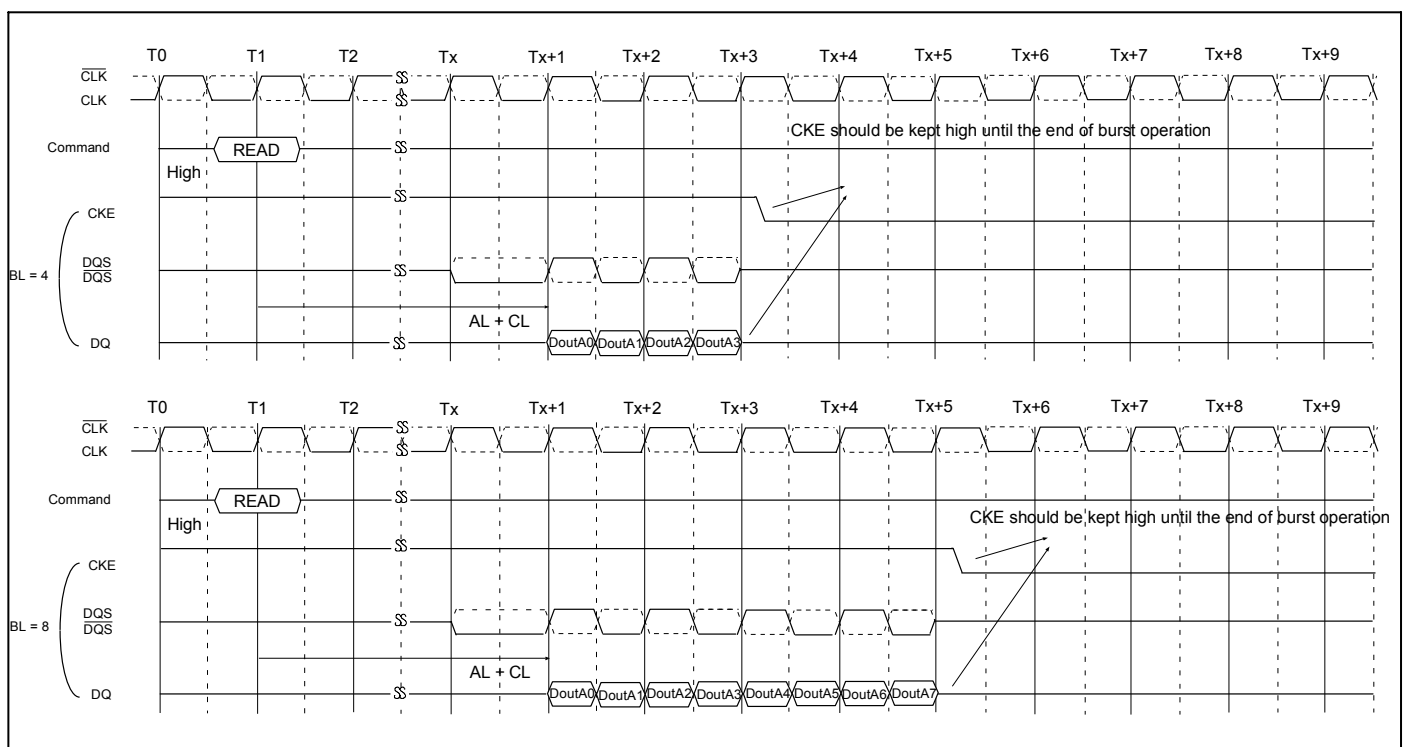 T0 T1 T2 Tx Tx+1 Tx+2 Tx+3 Tx+4 Tx+5 Tx+6 Tx+7 Tx+8 Tx+9
CLK
CLK
CKE should be kept high until the end of burst operation
Command READ
High
CKE
DQS
BL = 4
DQS
AL + CL
DQ DoutA0 DoutA1 DoutA2 DoutA3
T0 T1 T2 Tx Tx+1 Tx+2 Tx+3 Tx+4 Tx+5 Tx+6 Tx+7 Tx+8 Tx+9
CLK
CLK
Command READ
CKE should be kept high until the end of burst operation
High
CKE
DQS
BL = 8
DQS
AL + CL
DQ DoutA0 DoutA1 DoutA2 DoutA3 DoutA4 DoutA5 DoutA6 DoutA7